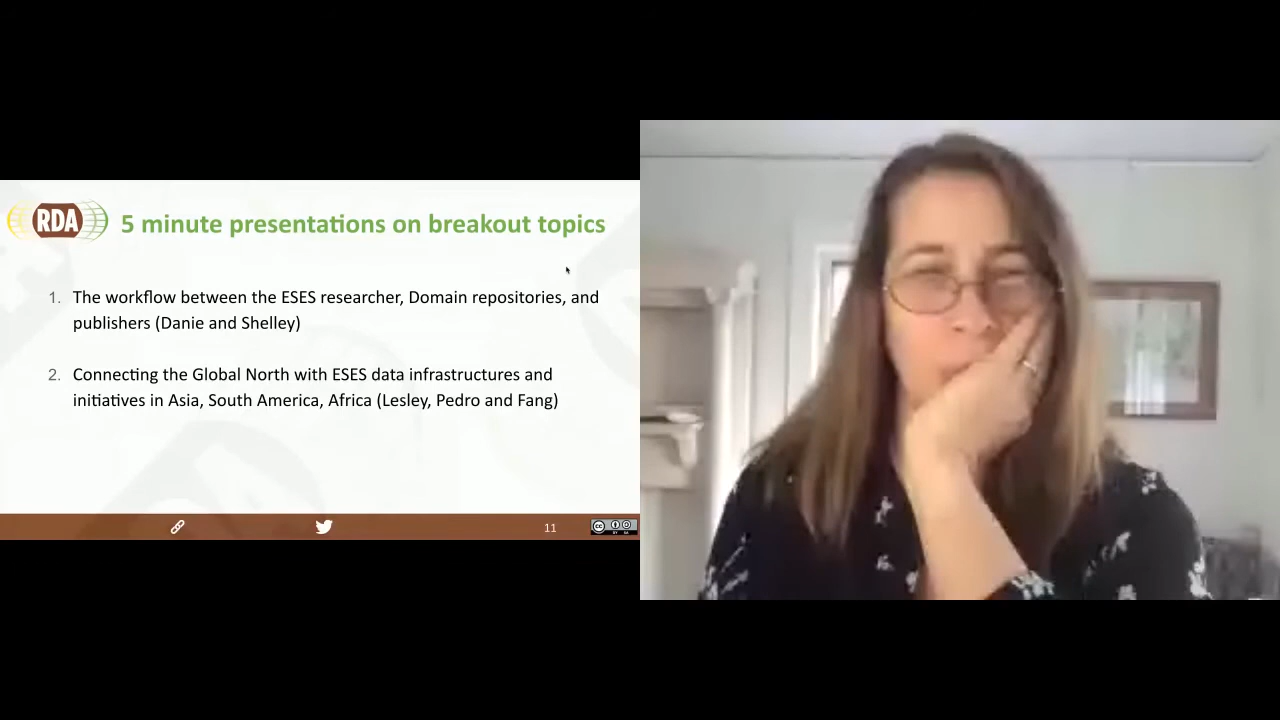 RDA
5 minute presentations on breakout topics
1. The workflow between the ESES researcher, Domain repositories, and
publishers (Danie and Shelley)
2. Connecting the Global North with ESES data infrastructures and
initiatives in Asia, South America, Africa (Lesley, Pedro and Fang)
11